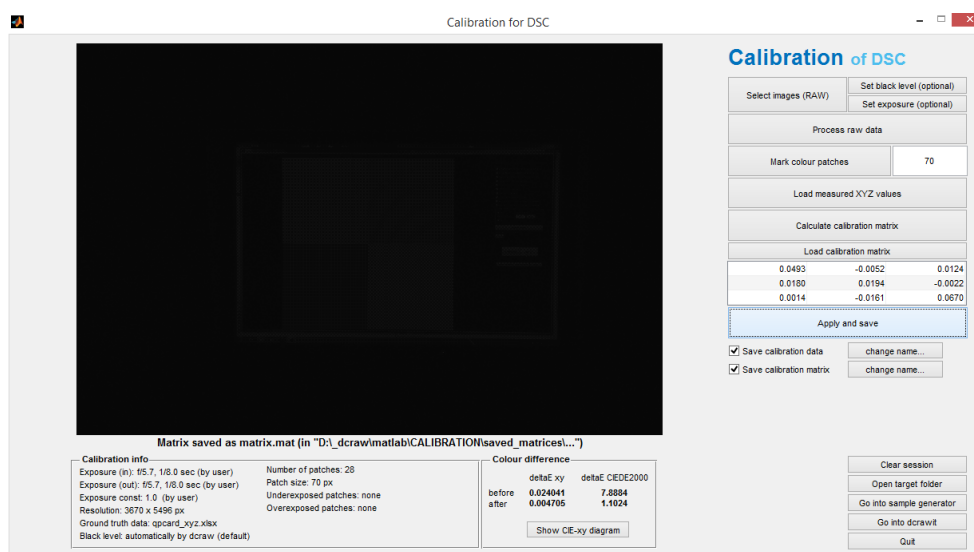 Calibration for DSC
Calibration of DSC
Select images (RAW)
Set black level (optional)
Set exposure (optional)
Process raw data
Mark colour patches
70
Load measured XYZ values
Calculate calibration matrix
Load calibration matrix
0.0493 -0.0052 0.0124
0.0180 0.0194 -0.0022
0.0014 -0.0161 0.0670
Apply and save
Save calibration data
change name...
Save calibration matrix
change name...
Matrix saved as matrix.mat (in "D:\_dcraw\matlab\CALIBRATION\saved_matrices\...")
Calibration info
Exposure (in): f/5.7, 1/8.0 sec (by user)
Exposure (out): f/5.7, 1/8.0 sec (by user)
Exposure const: 1.0 (by user)
Resolution: 3670 x 5496 px
Ground truth data: qpcard_xyz.xlsx
Black level: automatically by dcraw (default)
Number of patches: 28
Patch size: 70 px
Underexposed patches: none
Overexposed patches: none
Colour difference
deltaE xy deltaE CIEDE2000
before 0.024041 7.8884
after 0.004705 1.1024
Show CIE-xy diagram
Clear session
Open target folder
Go into sample generator
Go into dcrawit
Quit